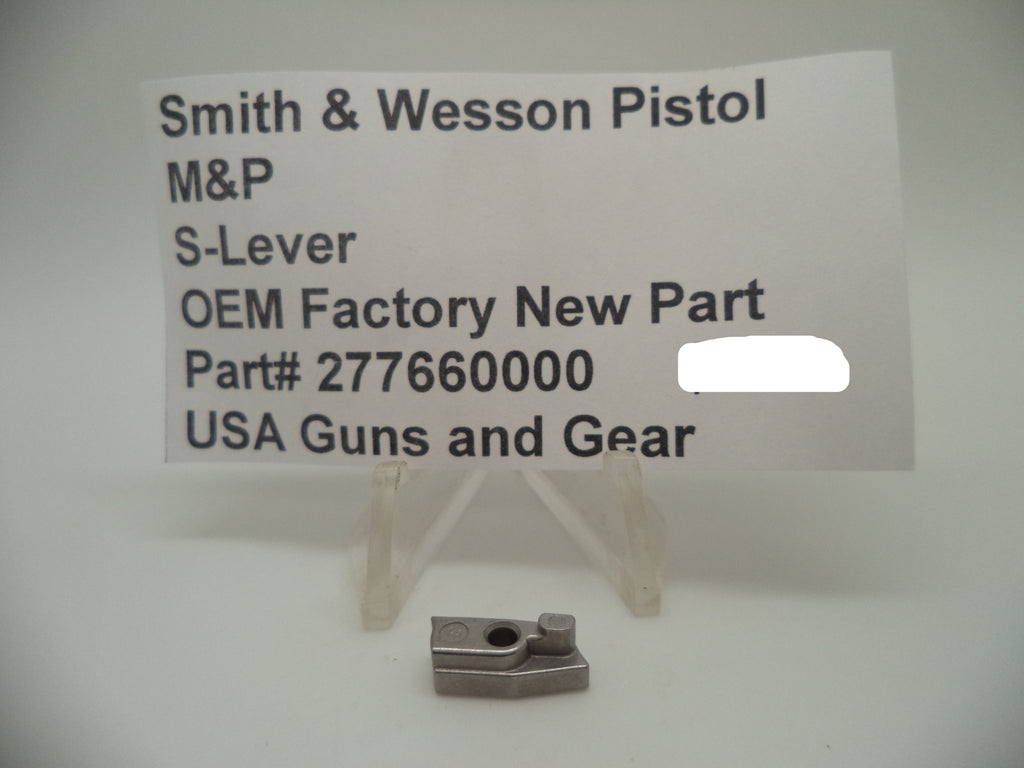 Smith & Wesson Pistol
M&P
S-Lever
OEM Factory New Part
Part# 277660000
USA Guns and Gear